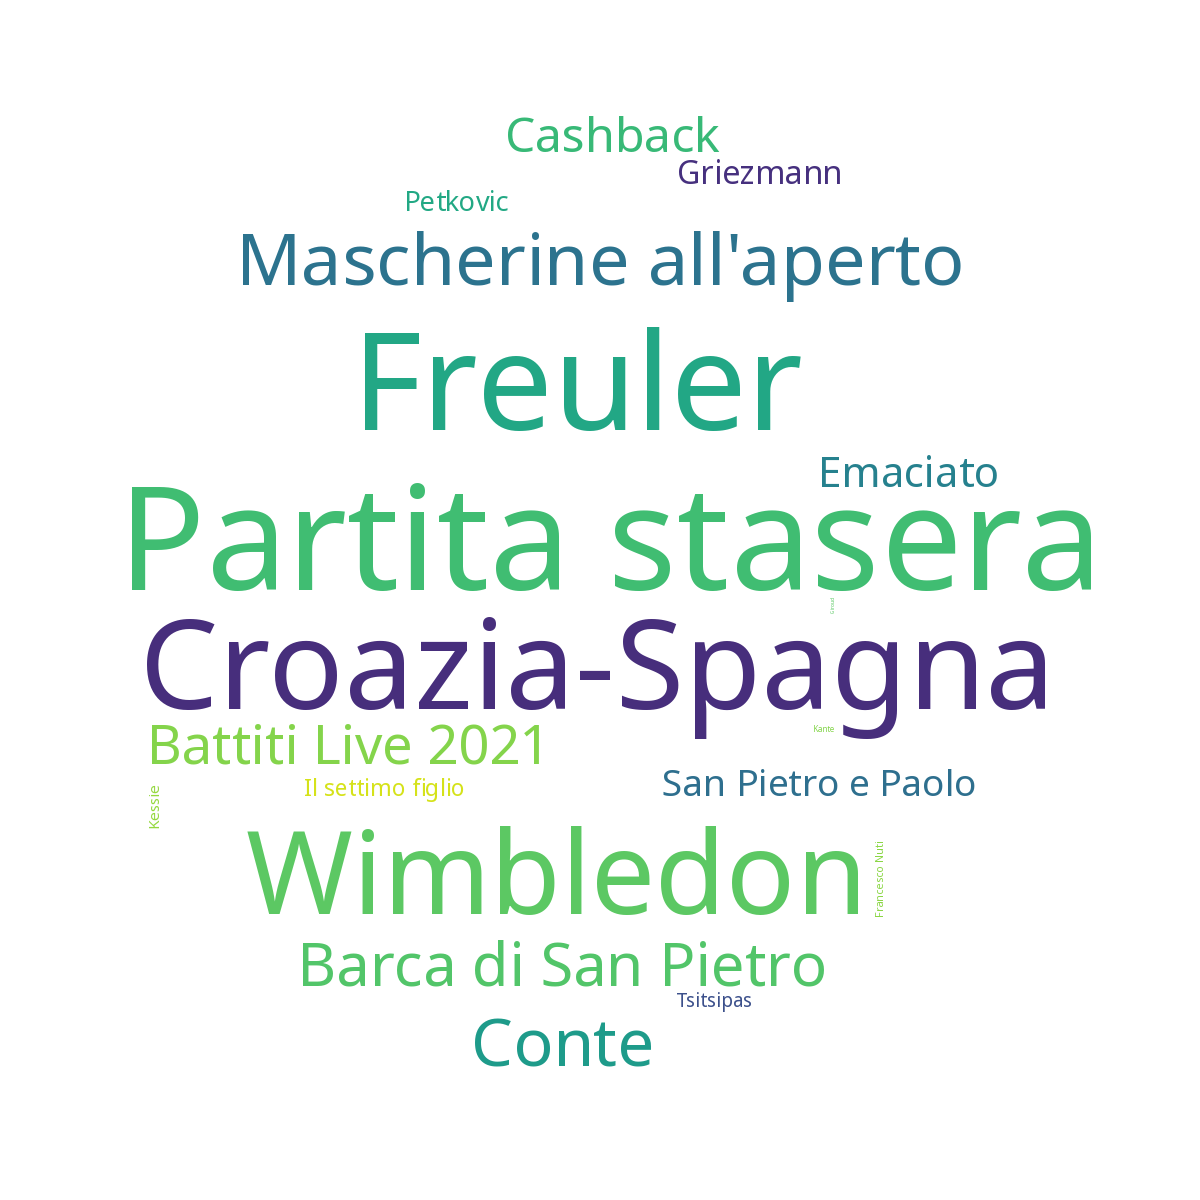 Cashback
Griezmann
Petkovic
Mascherine all'aperto
Freuler
Emaciato
Partita stasera
Croazia-Spagna
Battiti Live 2021
Kante
Il settimo figlio
San Pietro e Paolo
Kessie
Wimbledon
Francesco Nuti
Barca di San Pietro
Tsitsipas
Conte